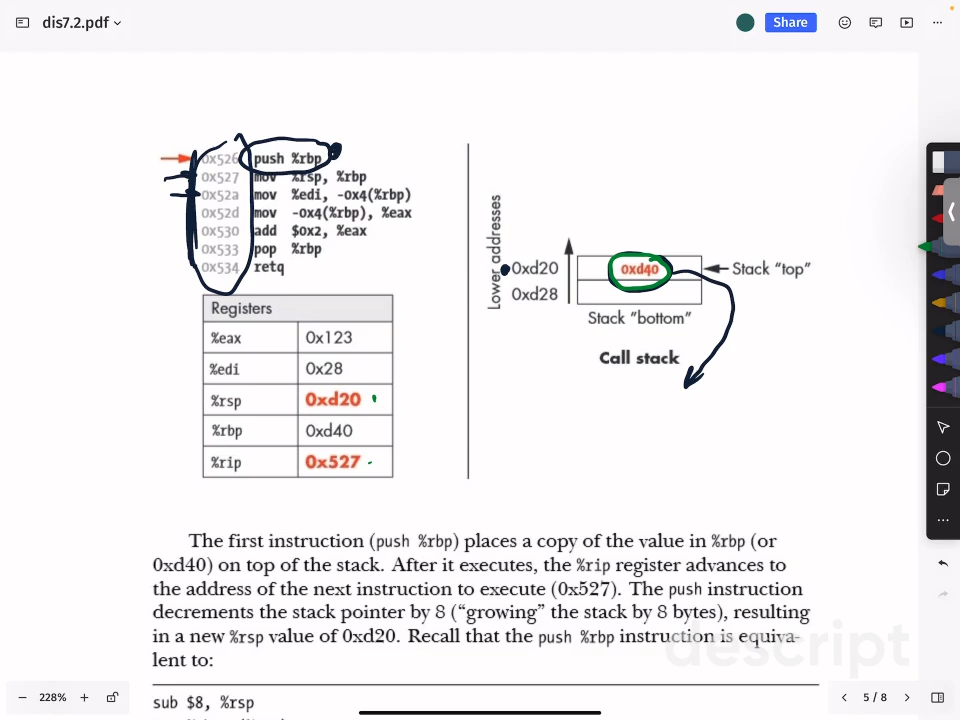 dis7.2.pdf
Share
0x526 push %rbp
0x527 mov %rsp, %rbp
0x52a mov %edi, -0x4(%rbp)
0x52d mov -0x4(%rbp), %eax
0x530 add $0x2, %eax
0x533 pop %rbp
0x534 retq
Registers
%eax 0x123
%edi 0x28
%rsp 0xd20
%rbp 0xd40
%rip 0x527
Lower addresses
0xd20 0xd40 Stack “top”
0xd28
Stack “bottom”
Call stack
The first instruction (push %rbp) places a copy of the value in %rbp (or
0xd40) on top of the stack. After it executes, the %rip register advances to
the address of the next instruction to execute (0x527). The push instruction
decrements the stack pointer by 8 (“growing” the stack by 8 bytes), resulting
in a new %rsp value of 0xd20. Recall that the push %rbp instruction is equiva-
lent to:
descript
sub $8, %rsp
228%
5 / 8